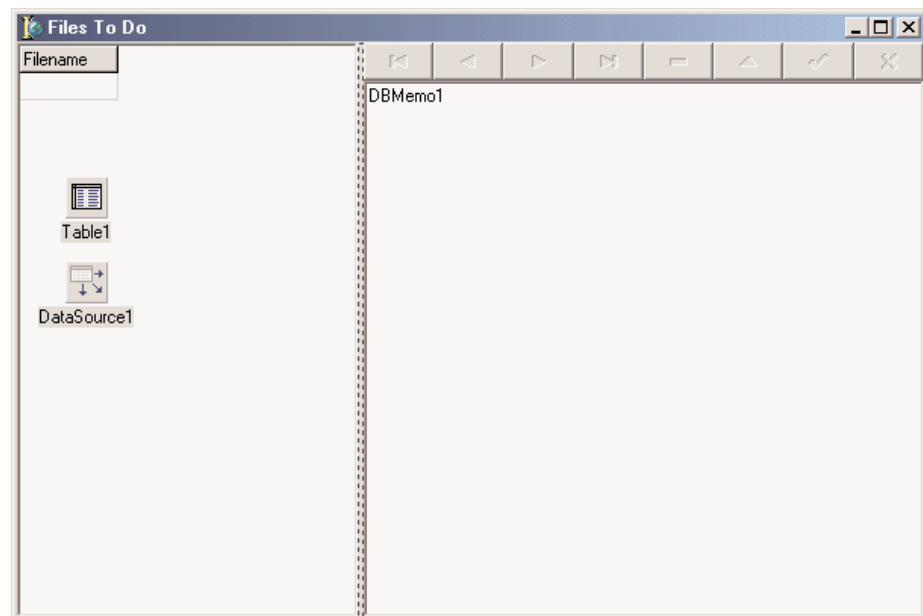 Files To Do
Filename
DBMemo1
Table1
DataSource1